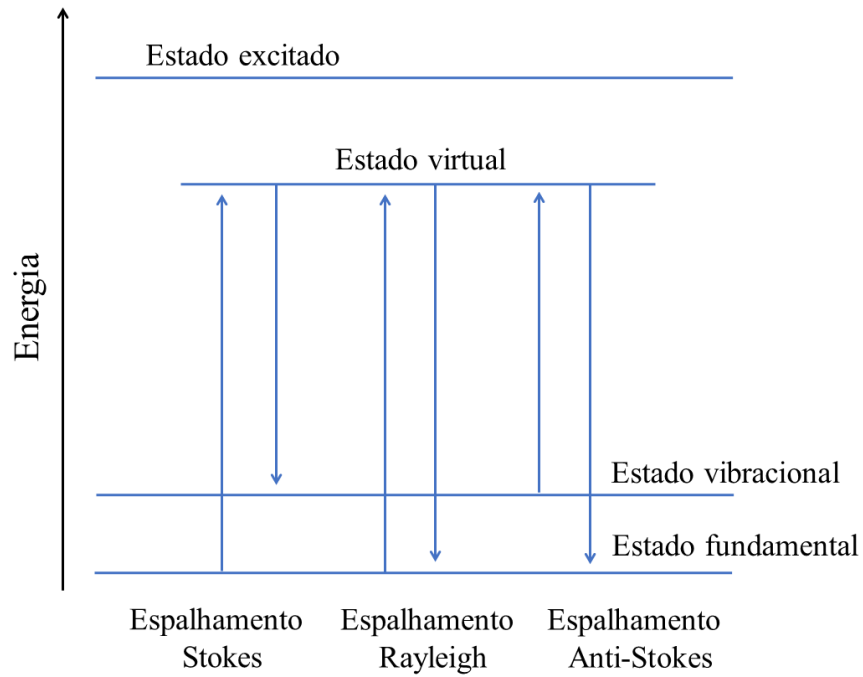 Estado excitado
Estado virtual
Energia
Estado vibracional
Estado fundamental
Espalhamento
Stokes
Espalhamento
Rayleigh
Espalhamento
Anti-Stokes